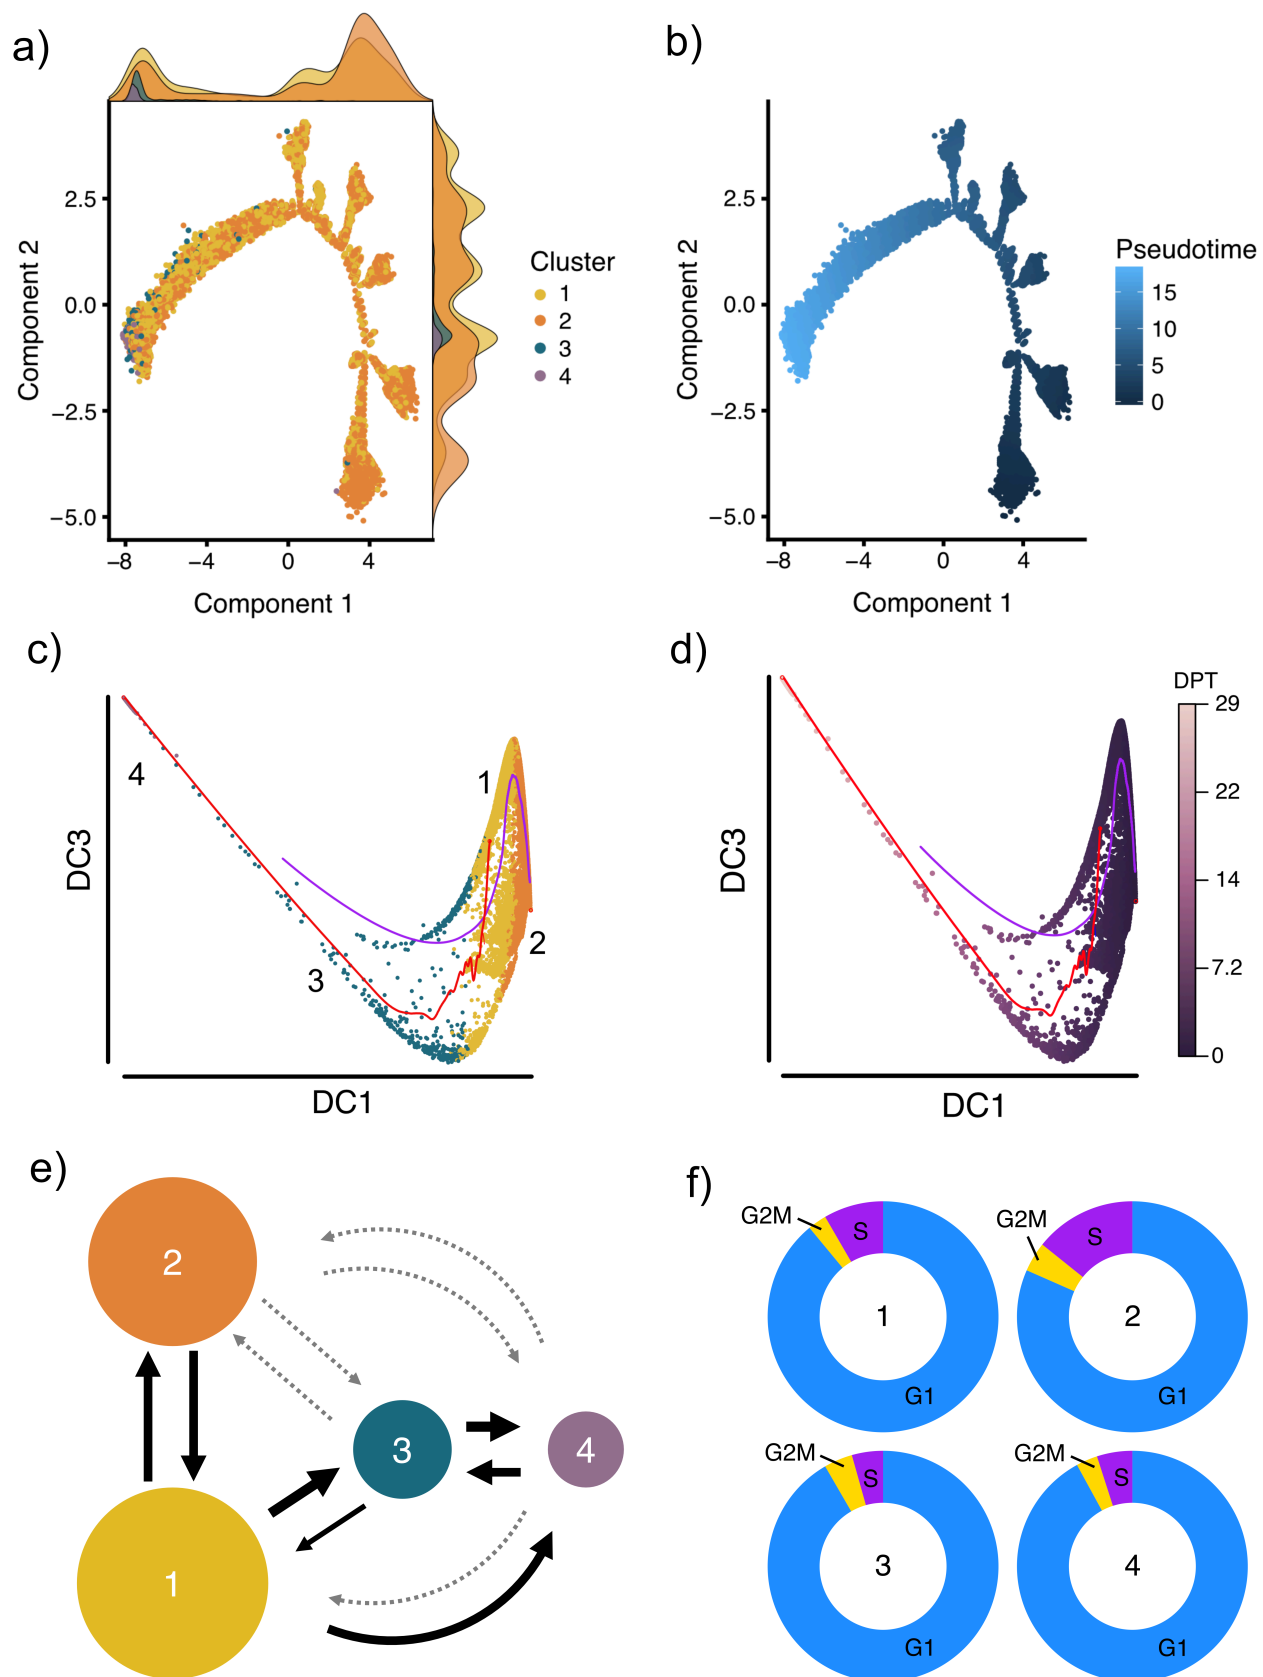 a)
2.5
0.0
−2.5
−5.0
Component 2
−8
−4
0
4
Component 1
Cluster
1
2
3
4
b)
2.5
0.0
−2.5
−5.0
Component 2
−8
−4
0
4
Component 1
Pseudotime
15
10
5
0
c)
4
1
3
2
DC3
DC1
d)
DC3
DC1
DPT
29
22
14
7.2
0
e)
2
3
4
1
f)
G2M
S
1
G1
G2M
S
2
G1
G2M
S
3
G1
G2M
S
4
G1